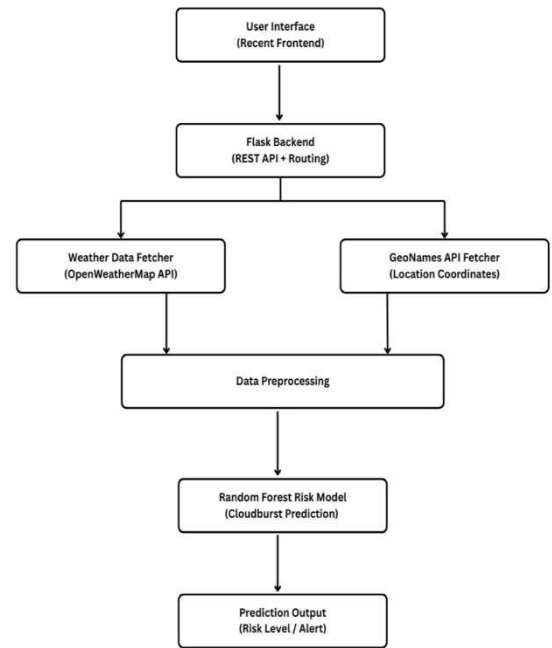 User Interface
(Recent Frontend)
Flask Backend
(REST API + Routing)
Weather Data Fetcher
(OpenWeatherMap API)
GeoNames API Fetcher
(Location Coordinates)
Data Preprocessing
Random Forest Risk Model
(Cloudburst Prediction)
Prediction Output
(Risk Level / Alert)